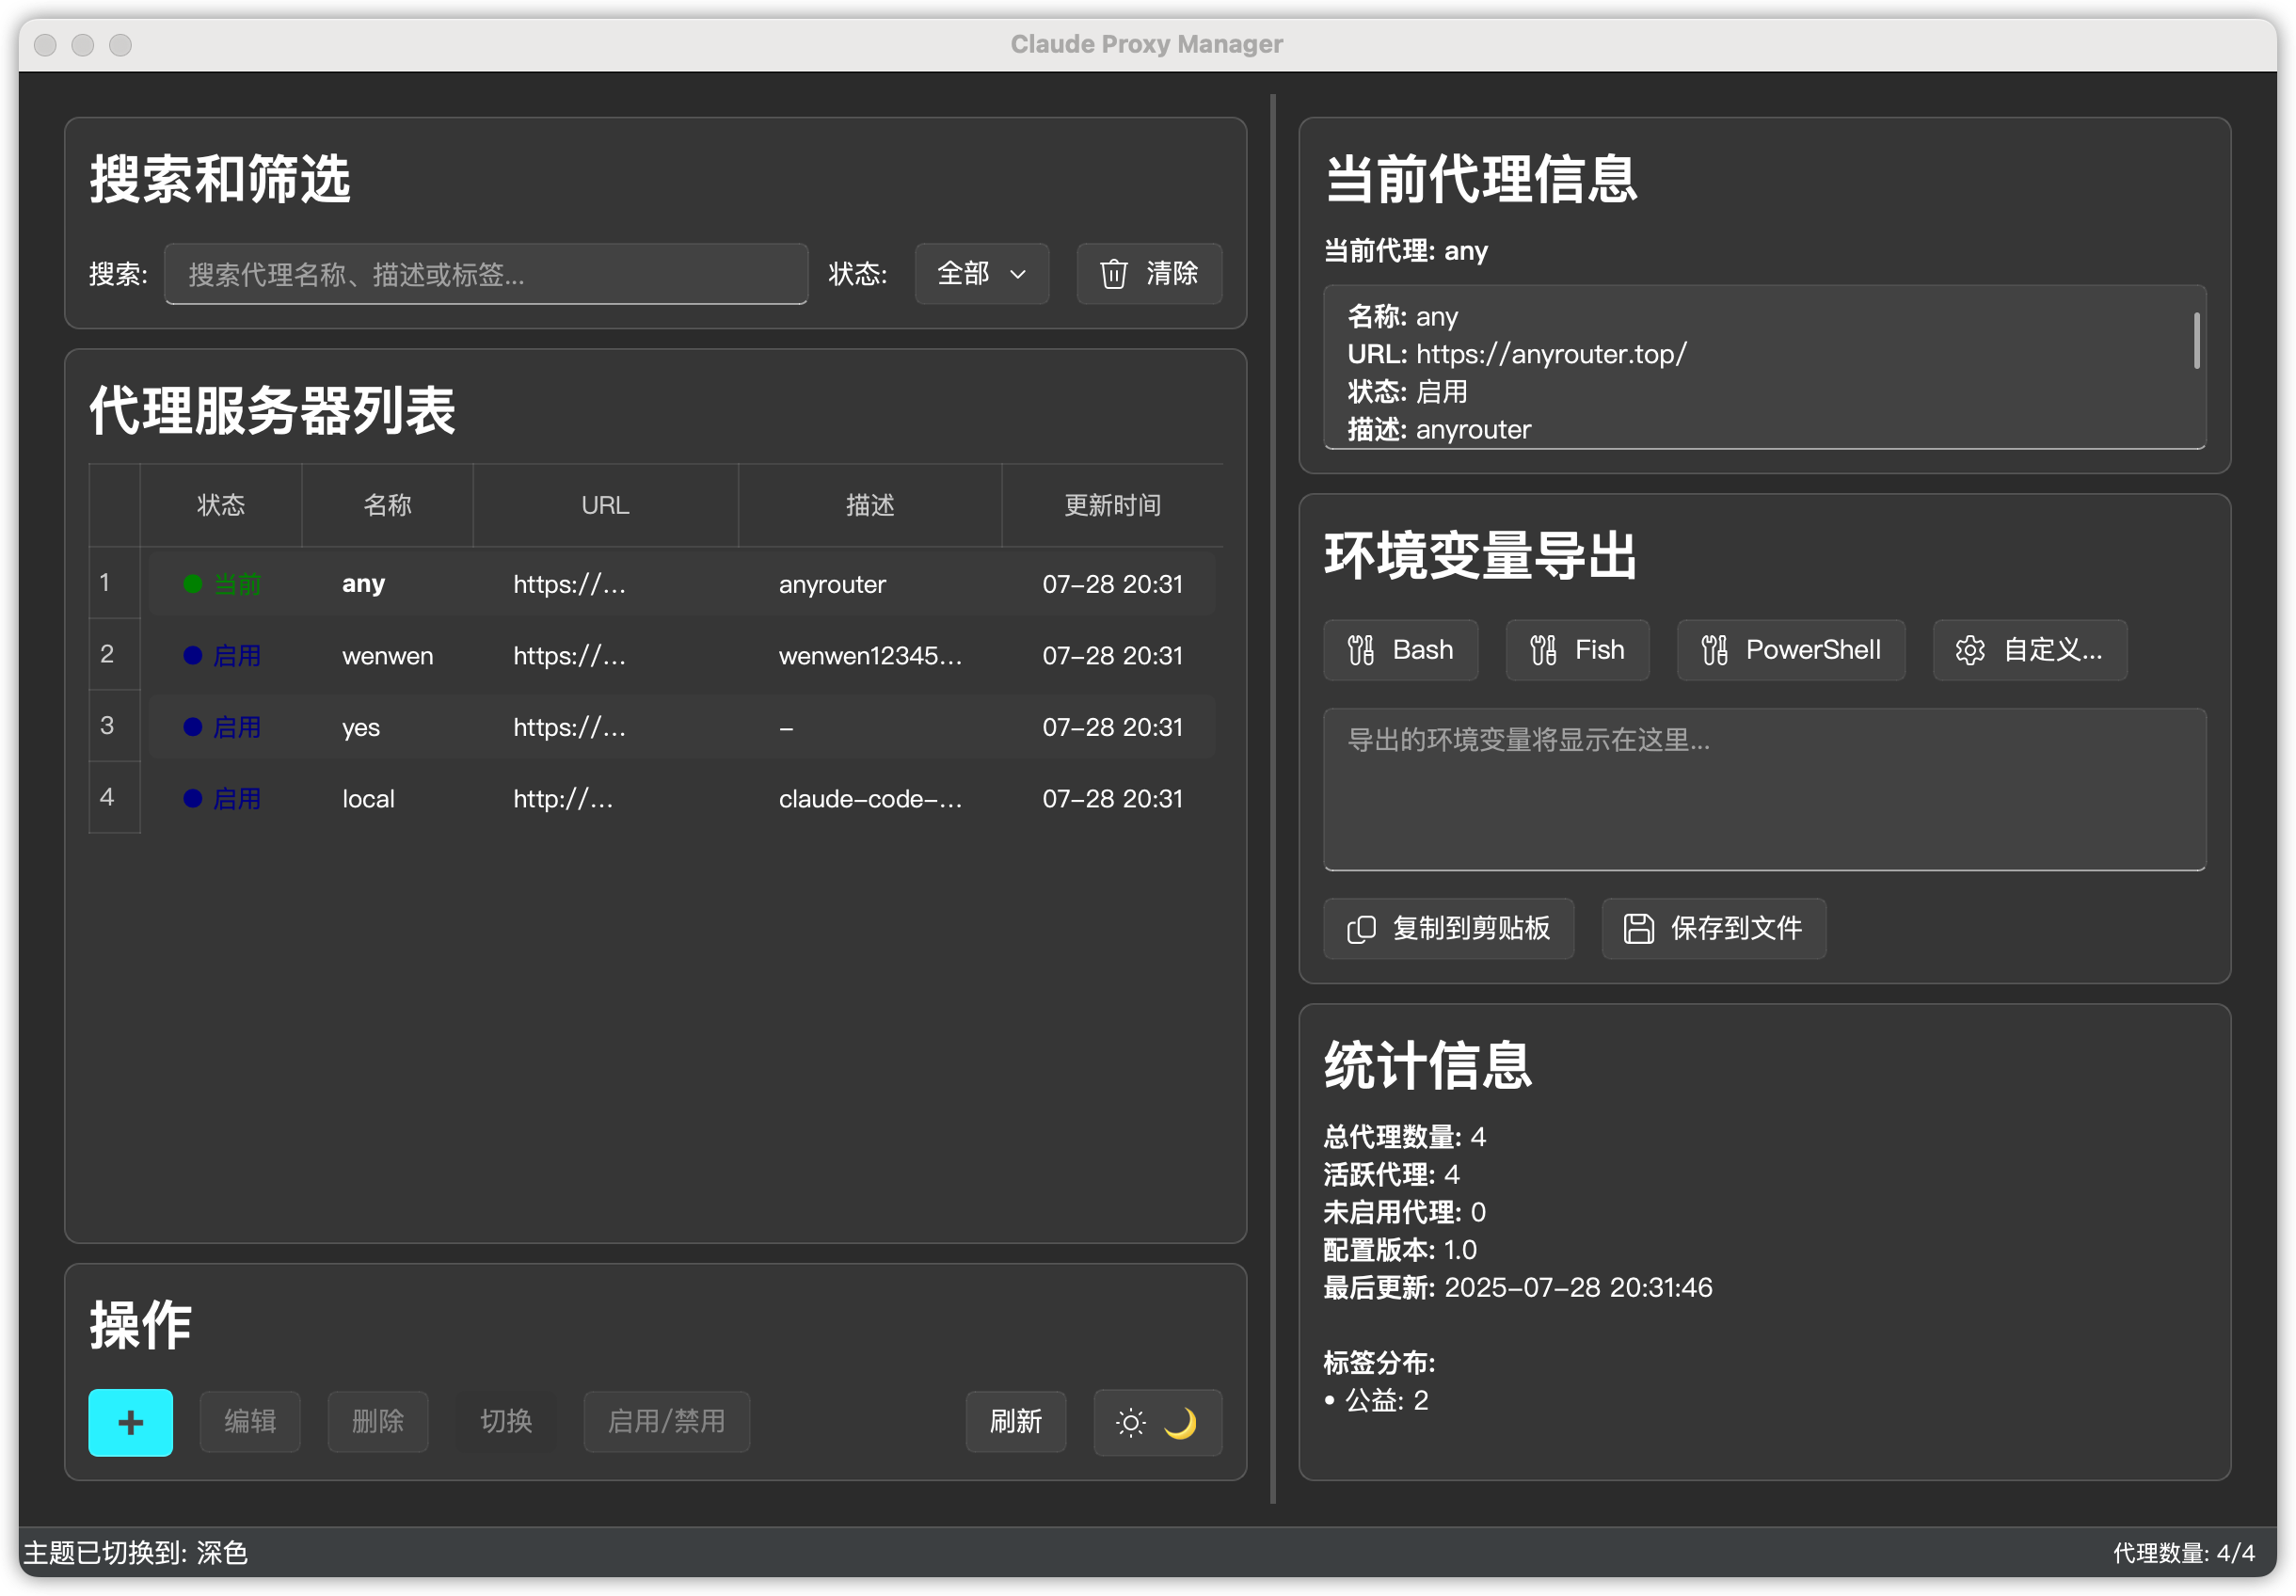 Claude Proxy Manager
搜索和筛选
搜索: 搜索代理名称、描述或标签... 状态: 全部 清除
代理服务器列表
状态 名称 URL 描述 更新时间
1 当前 any https://... anyrouter 07-28 20:31
2 启用 wenwen https://... wenwen12345... 07-28 20:31
3 启用 yes https://... - 07-28 20:31
4 启用 local http://... claude-code-... 07-28 20:31
操作
编辑 删除 切换 启用/禁用 刷新
当前代理信息
当前代理: any
名称: any
URL: https://anyrouter.top/
状态: 启用
描述: anyrouter
环境变量导出
Bash Fish PowerShell 自定义...
导出的环境变量将显示在这里...
复制到剪贴板 保存到文件
统计信息
总代理数量: 4
活跃代理: 4
未启用代理: 0
配置版本: 1.0
最后更新: 2025-07-28 20:31:46
标签分布:
• 公益: 2
主题已切换到: 深色
代理数量: 4/4